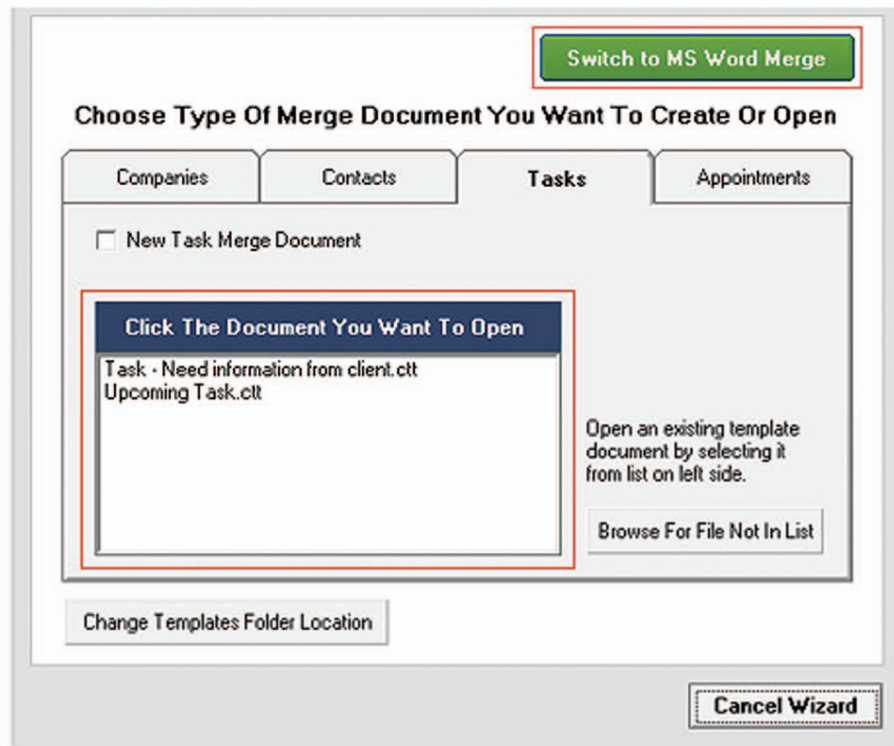 Switch to MS Word Merge
Choose Type Of Merge Document You Want To Create Or Open
Companies
Contacts
Tasks
Appointments
New Task Merge Document
Click The Document You Want To Open
Task - Need information from client.ctt
Upcoming Task.ctt
Open an existing template
document by selecting it
from list on left side.
Browse For File Not In List
Change Templates Folder Location
Cancel Wizard